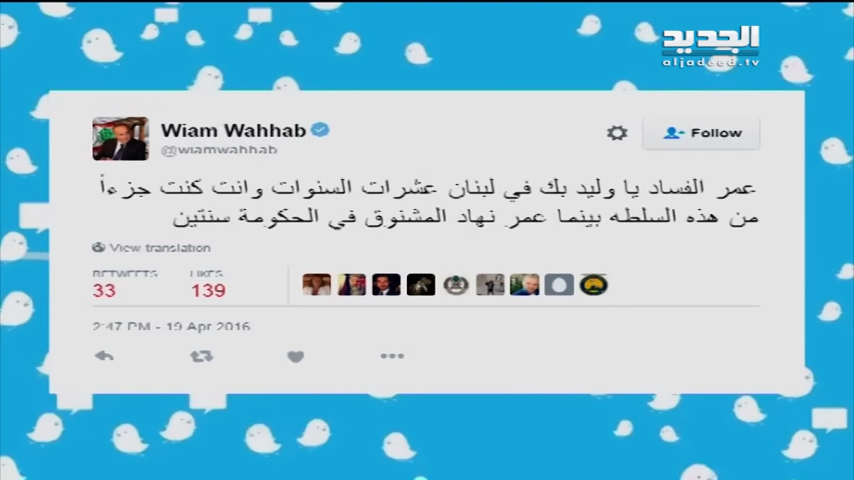 الجديد
aljadeed.tv
Wiam Wahhab
@wiamwahhab
Follow
عمر الفساد يا وليد بك في لبنان عشرات السنوات وانت كنت جزءاً
من هذه السلطه بينما عمر نهاد المشنوق في الحكومة سنتين
View translation
RETWEETS LIKES
33 139
2:47 PM - 19 Apr 2016